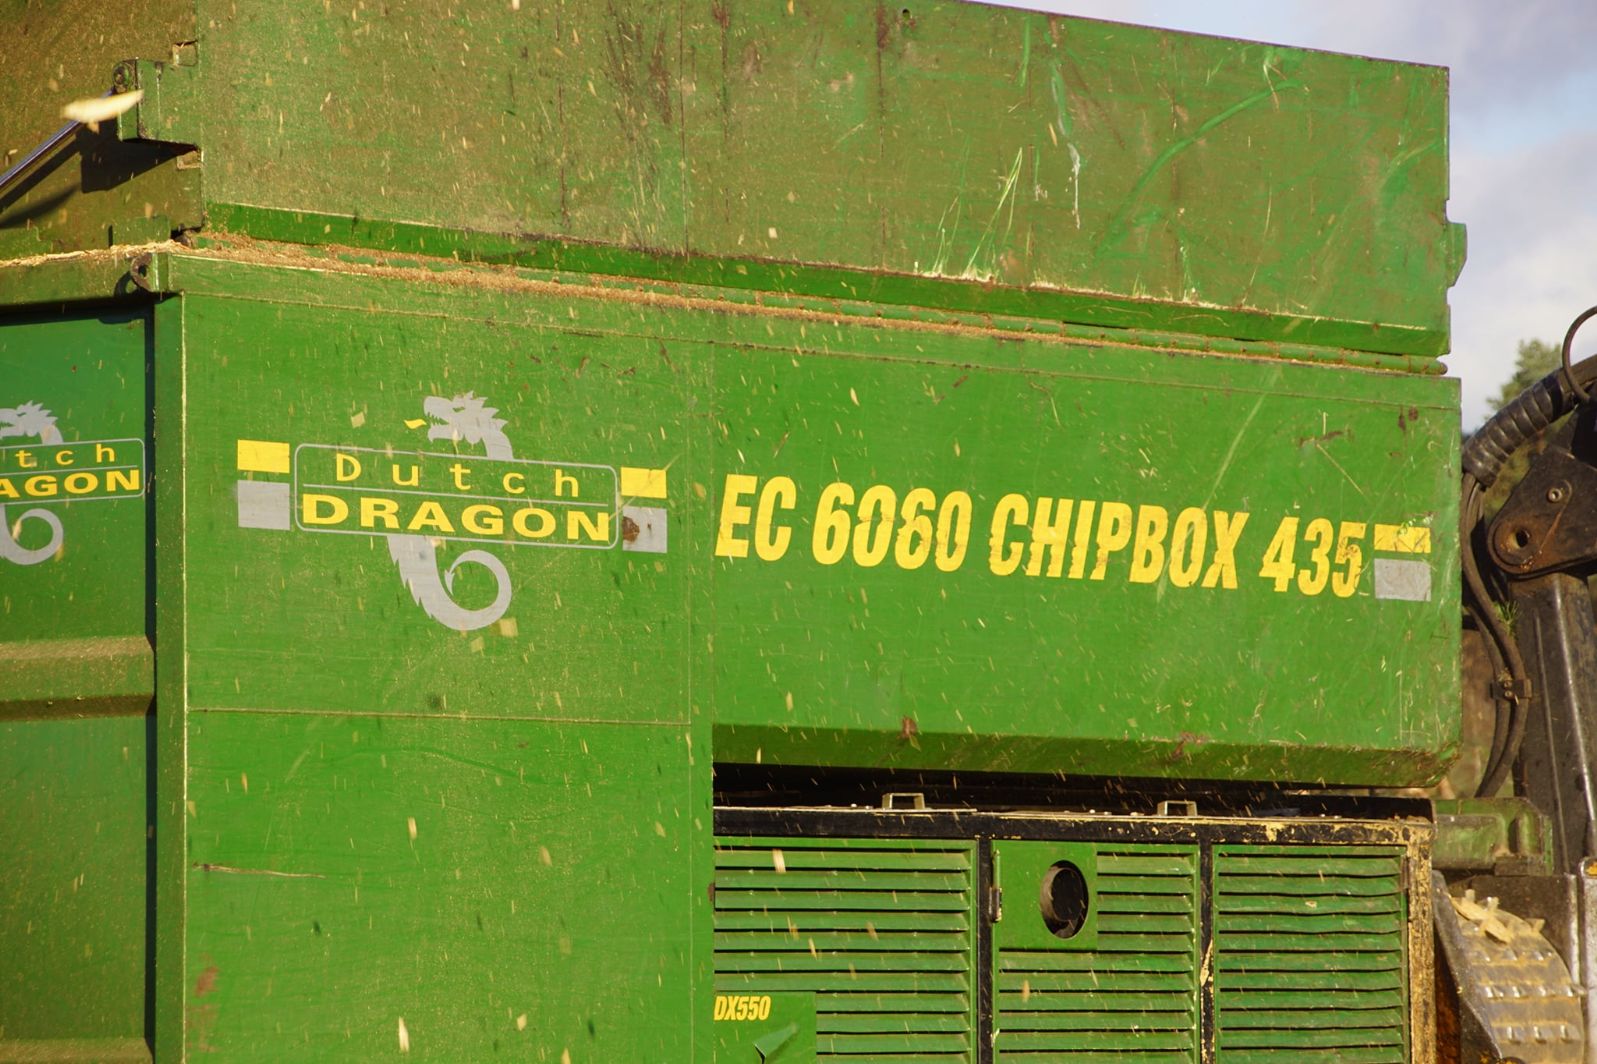 tch
AGON
Dutch
DRAGON
EC 6060 CHIPBOX 435
DX550